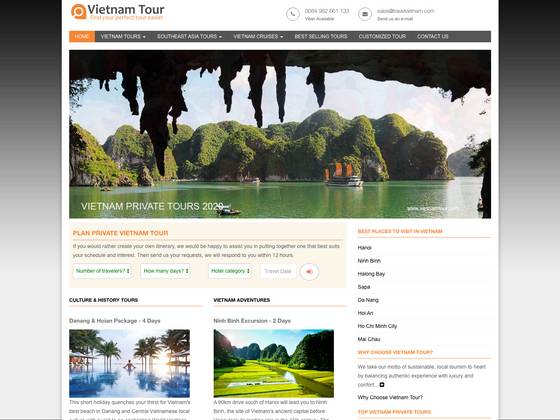 Vietnam Tour
Find your perfect tour easier
0084 982 661 133
Viber Available
sales@travelvietnam.com
Send us an e-mail
HOME
VIETNAM TOURS
SOUTHEAST ASIA TOURS
VIETNAM CRUISES
BEST SELLING TOURS
CUSTOMIZED TOUR
CONTACT US
VIETNAM PRIVATE TOURS 2020
PLAN PRIVATE VIETNAM TOUR
If you would rather create your own itinerary, we would be happy to assist you in putting together one that best suits
your schedule and interest. Then send us your requests, we will respond to you within 12 hours.
Number of travelers?
How many days?
Hotel category
Travel Date
CULTURE & HISTORY TOURS
Danang & Hoian Package - 4 Days
This short holiday quenches your thirst for Vietnam's
best beach in Danang and Central Vietnamese local
VIETNAM ADVENTURES
Ninh Binh Excursion - 2 Days
A 90km drive south of Hanoi will lead you to Ninh
Binh, the site of Vietnam's ancient capital before
BEST PLACES TO VISIT IN VIETNAM
Hanoi
Ninh Binh
Halong Bay
Sapa
Da Nang
Hoi An
Ho Chi Minh City
Mai Chau
WHY CHOOSE VIETNAM TOUR?
We take our motto of sustainable, local tourism to heart
by balancing authentic experience with luxury and
comfort...
Why Choose Vietnam Tour?
TOP VIETNAM PRIVATE TOURS